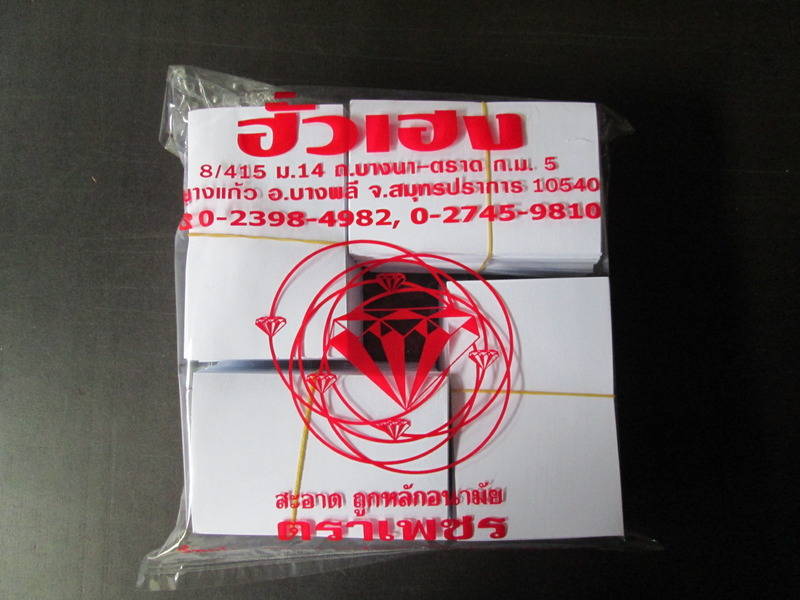 ฮั่วเฮง
8/415 ม.14 ถ.บางนา-ตราด ก.ม. 5
บางแก้ว อ.บางพลี จ.สมุทรปราการ 10540
0-2398-4982, 0-2745-9810
สะอาด ถูกหลักอนามัย
ตราเพชร